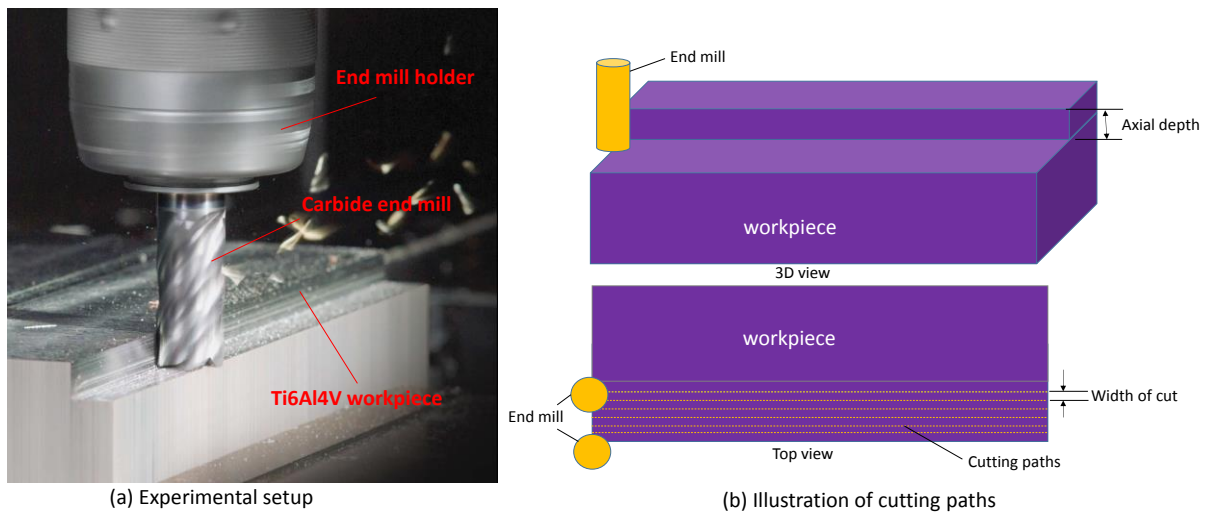 End mill holder
Carbide end mill
Ti6Al4V workpiece
(a) Experimental setup
End mill
Axial depth
workpiece
3D view
workpiece
Width of cut
End mill
Cutting paths
Top view
(b) Illustration of cutting paths